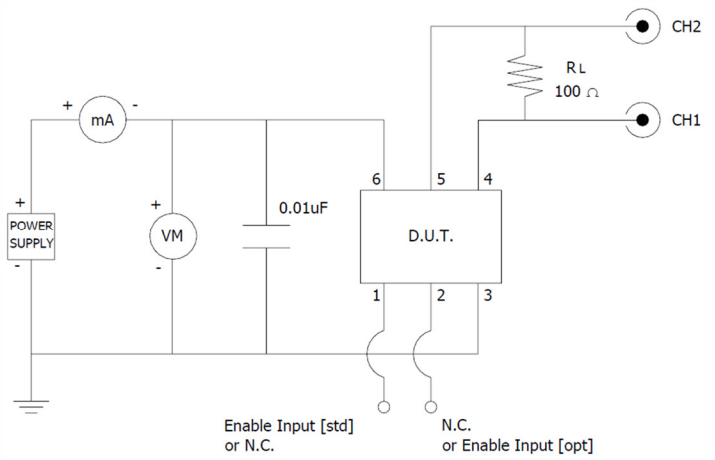 CH2
RL
100 Ω
+ mA -
CH1
6 5 4
+
POWER
SUPPLY
-
+
VM
-
0.01uF
D.U.T.
1 2 3
Enable Input [std]
or N.C.
N.C.
or Enable Input [opt]